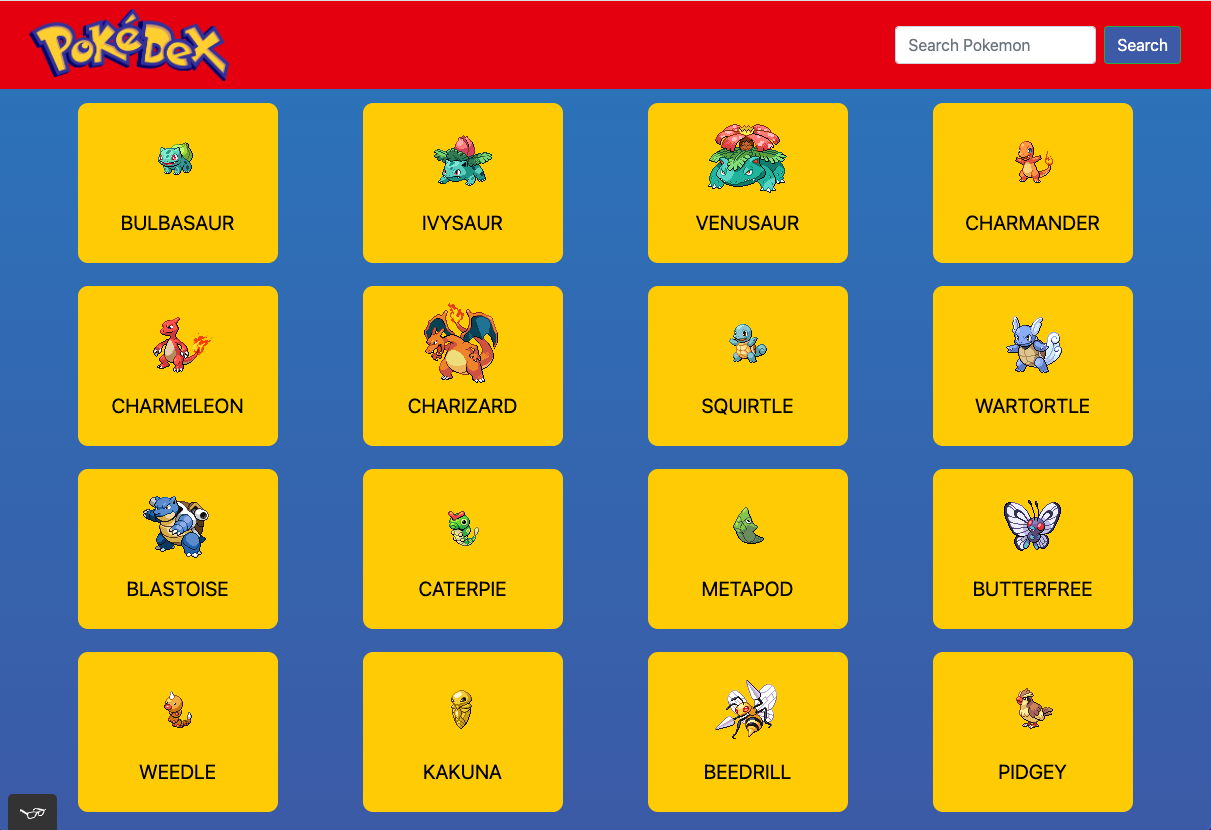 PoKéDeX
Search Pokemon
Search
BULBASAUR
IVYSAUR
VENUSAUR
CHARMANDER
CHARMELEON
CHARIZARD
SQUIRTLE
WARTORTLE
BLASTOISE
CATERPIE
METAPOD
BUTTERFREE
WEEDLE
KAKUNA
BEEDRILL
PIDGEY